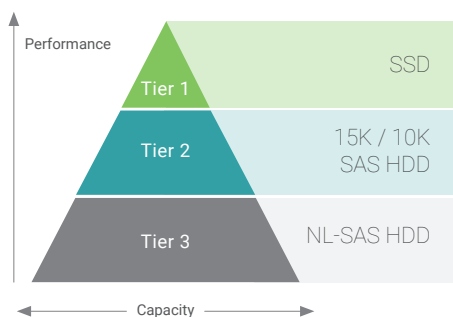 Performance
Tier 1
SSD
Tier 2
15K / 10K
SAS HDD
Tier 3
NL-SAS HDD
Capacity